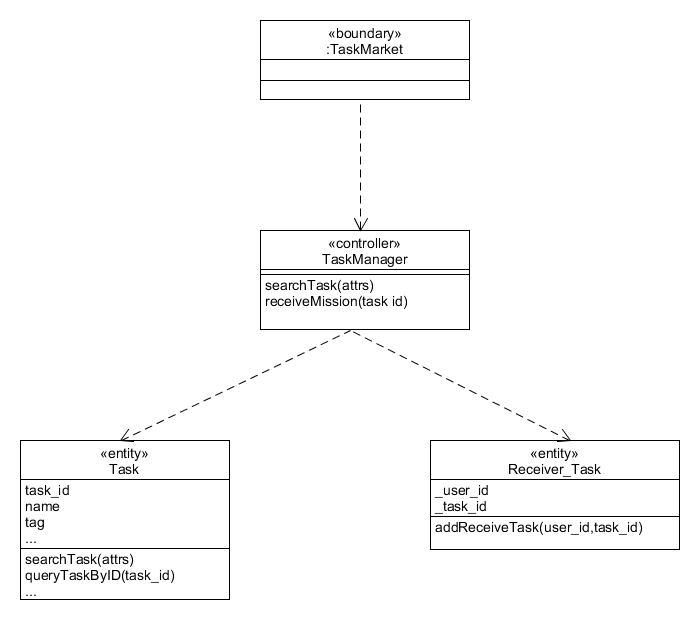 «boundary»
:TaskMarket
«controller»
TaskManager
searchTask(attrs)
receiveMission(task id)
«entity»
Task
task_id
name
tag
...
searchTask(attrs)
queryTaskByID(task_id)
...
«entity»
Receiver_Task
_user_id
_task_id
addReceiveTask(user_id,task_id)